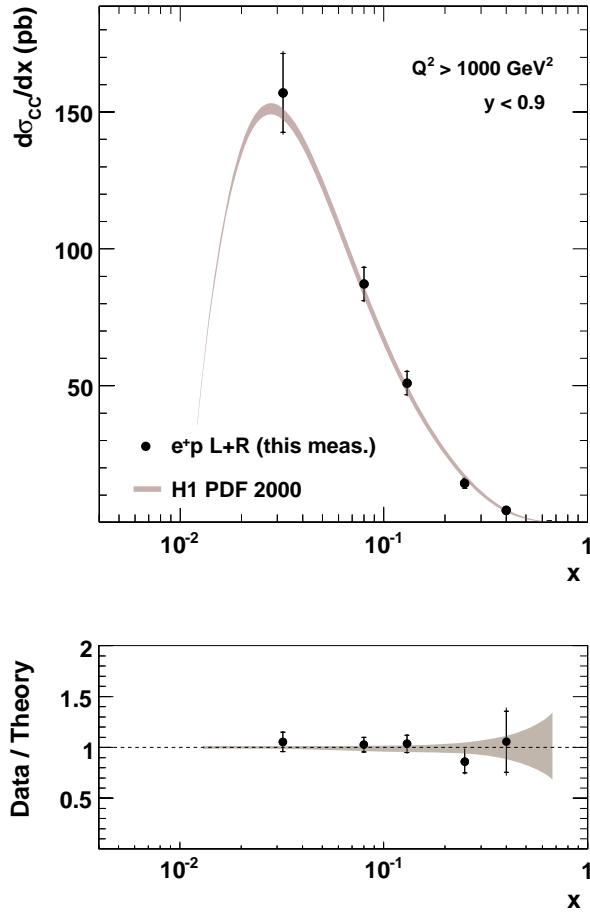 dσCC/dx (pb)
Q² > 1000 GeV²
y < 0.9
150
100
50
e⁺p L+R (this meas.)
H1 PDF 2000
10⁻² 10⁻¹ 1
x
Data / Theory
2
1.5
1
0.5
10⁻² 10⁻¹ 1
x